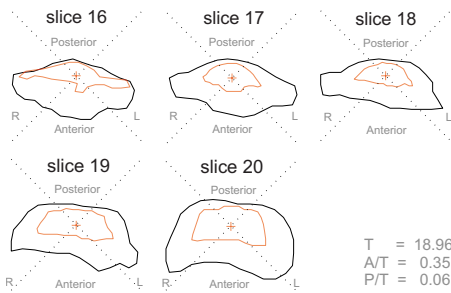 slice 16
slice 17
slice 18
Posterior
Posterior
Posterior
R
Anterior
L
R
Anterior
L
R
Anterior
L
slice 19
slice 20
Posterior
Posterior
R
Anterior
L
R
Anterior
L
T = 18.96
A/T = 0.35
P/T = 0.06